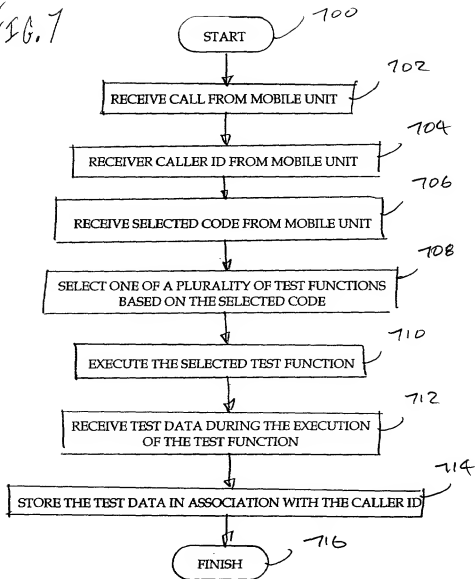 FIG. 7
700
START
702
RECEIVE CALL FROM MOBILE UNIT
704
RECEIVER CALLER ID FROM MOBILE UNIT
706
RECEIVE SELECTED CODE FROM MOBILE UNIT
708
SELECT ONE OF A PLURALITY OF TEST FUNCTIONS
BASED ON THE SELECTED CODE
710
EXECUTE THE SELECTED TEST FUNCTION
712
RECEIVE TEST DATA DURING THE EXECUTION
OF THE TEST FUNCTION
714
STORE THE TEST DATA IN ASSOCIATION WITH THE CALLER ID
716
FINISH